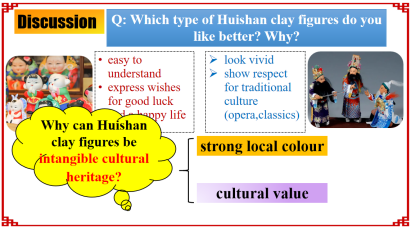 Discussion
Q: Which type of Huishan clay figures do you
like better? Why?
• easy to
understand
• express wishes
for good luck
a happy life
➢ look vivid
➢ show respect
for traditional
culture
(opera,classics)
Why can Huishan
clay figures be
intangible cultural
heritage?
strong local colour
cultural value